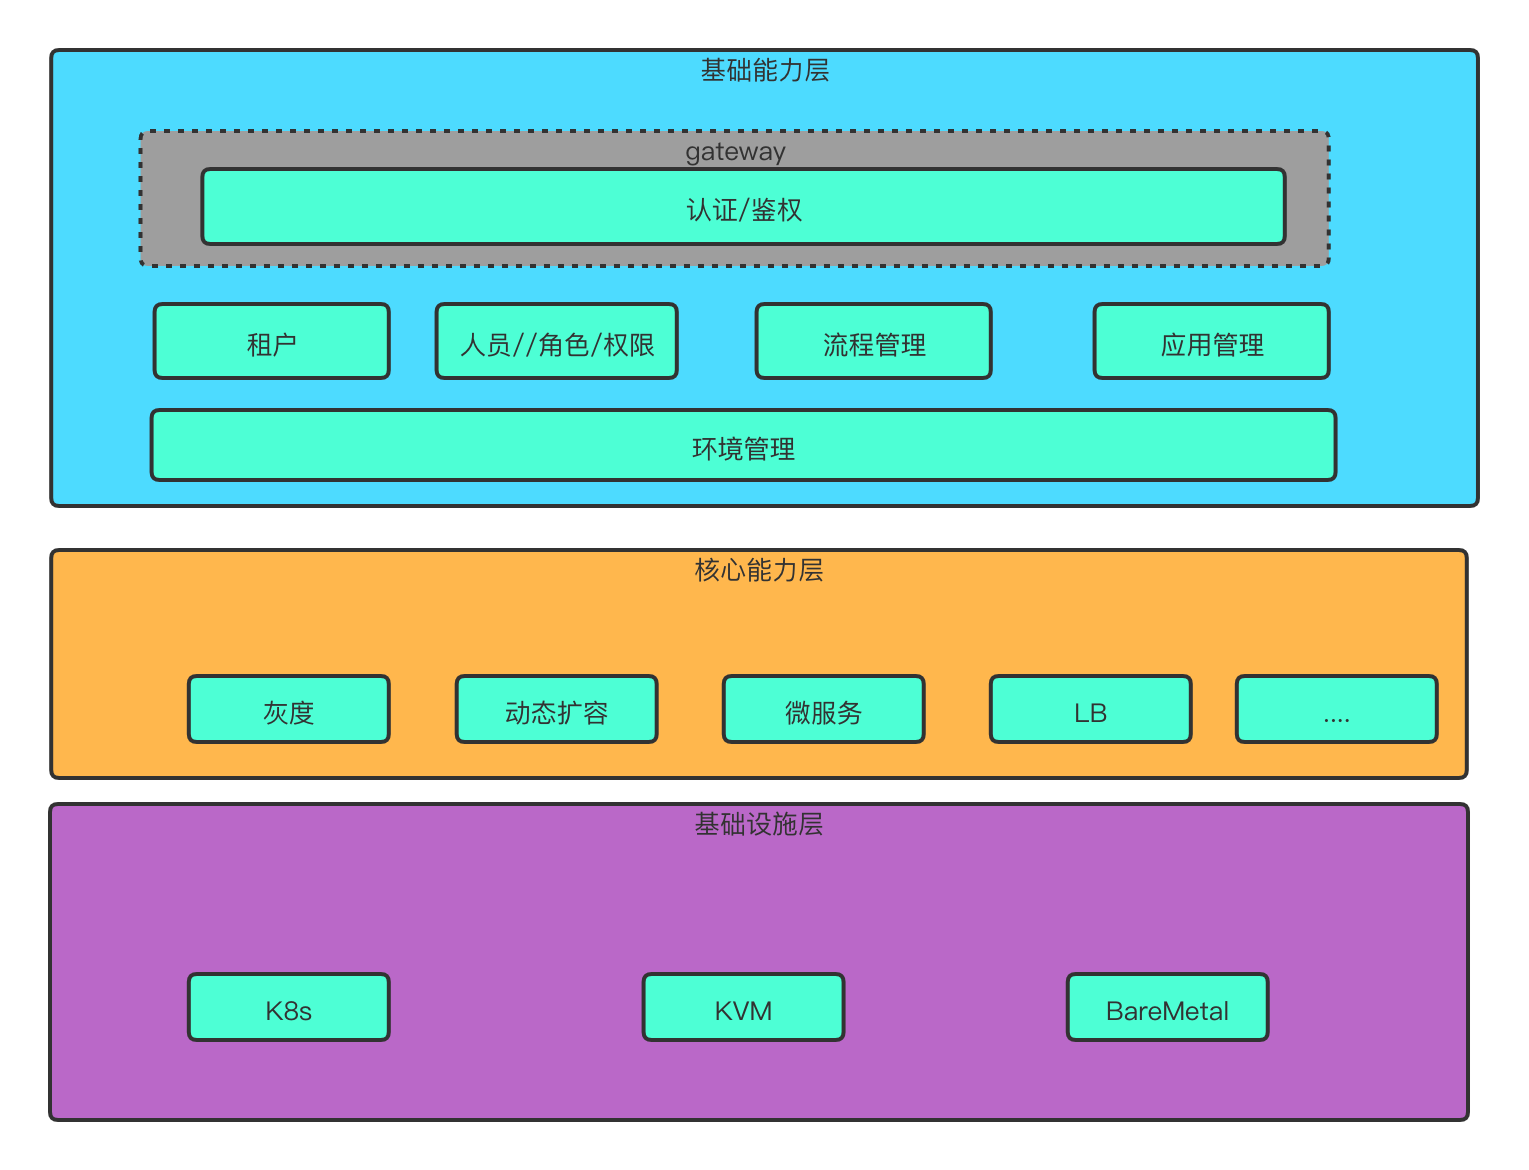 基础能力层
gateway
认证/鉴权
租户
人员//角色/权限
流程管理
应用管理
环境管理
核心能力层
灰度
动态扩容
微服务
LB
....
基础设施层
K8s
KVM
BareMetal